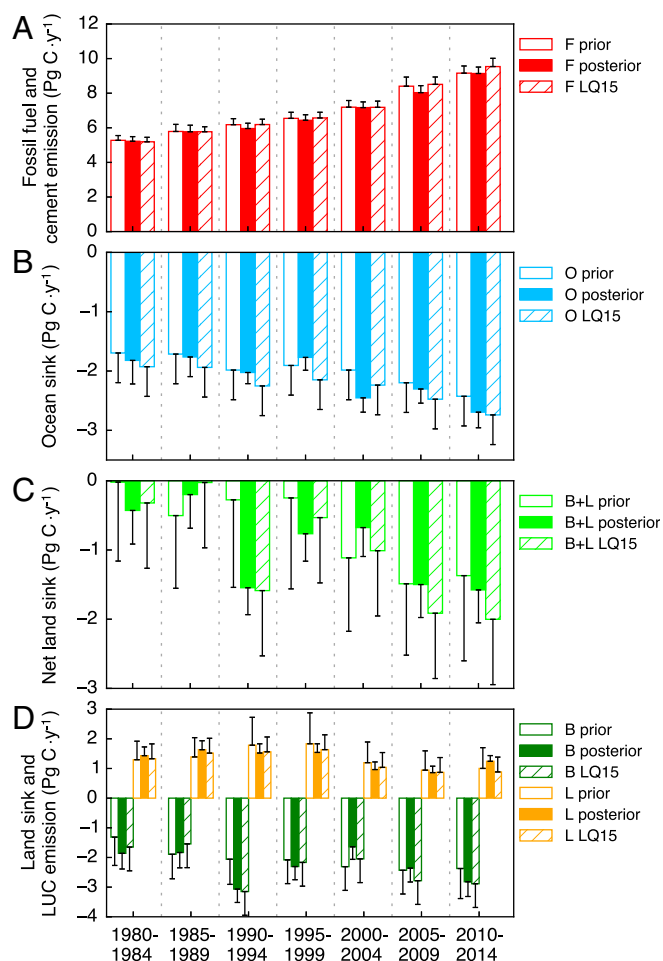 A
Fossil fuel and
cement emission (Pg C·y⁻¹)
12
10
8
6
4
2
0
F prior
F posterior
F LQ15
B
Ocean sink (Pg C·y⁻¹)
0
−1
−2
−3
O prior
O posterior
O LQ15
C
Net land sink (Pg C·y⁻¹)
0
−1
−2
−3
B+L prior
B+L posterior
B+L LQ15
D
Land sink and
LUC emission (Pg C·y⁻¹)
3
2
1
0
−1
−2
−3
−4
B prior
B posterior
B LQ15
L prior
L posterior
L LQ15
1980- 1985- 1990- 1995- 2000- 2005- 2010-
1984 1989 1994 1999 2004 2009 2014